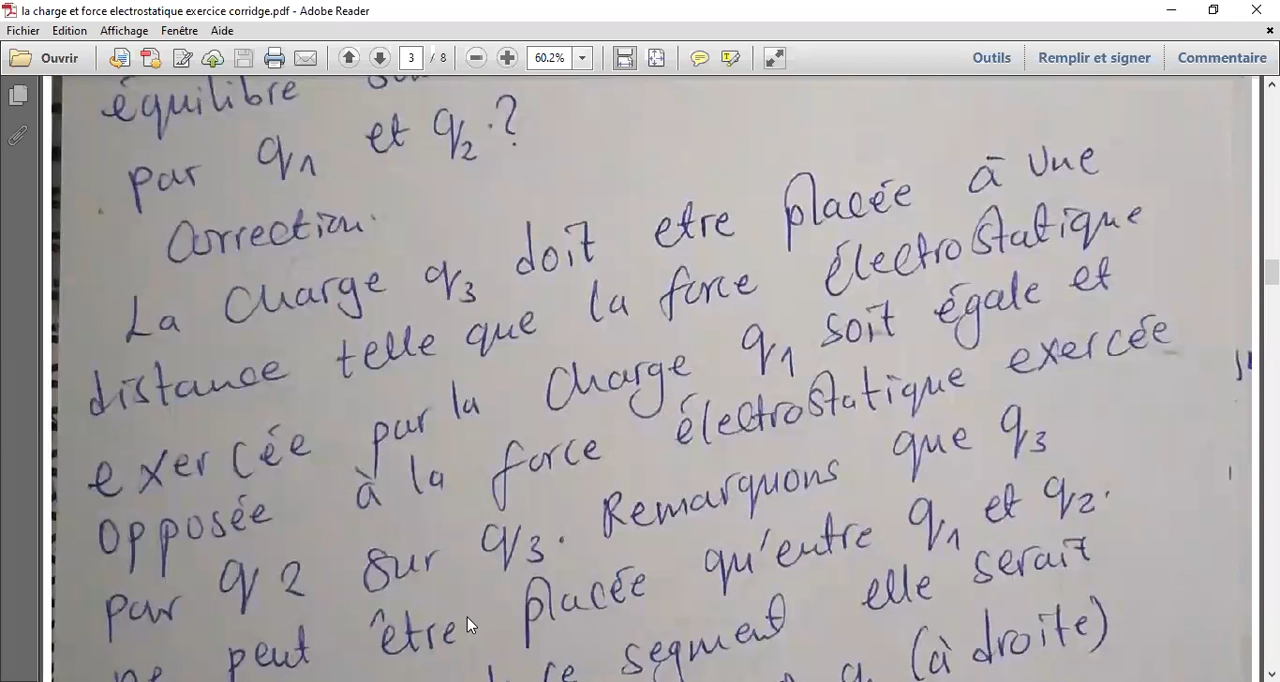 la charge et force electrostatique exercice corridge.pdf - Adobe Reader
Fichier Edition Affichage Fenêtre Aide
Ouvrir 3 / 8 60.2% Outils Remplir et signer Commentaire
équilibre
par q1 et q2.?
Correction.
La Charge q3 doit etre placée à une
distance telle que la force électrostatique
exercée par la Charge q1 soit égale et
opposée à la force électrostatique exercée
par q2 sur q3. Remarquons que q3
ne peut être placée qu'entre q1 et q2.
ce segment elle serait
(à droite)